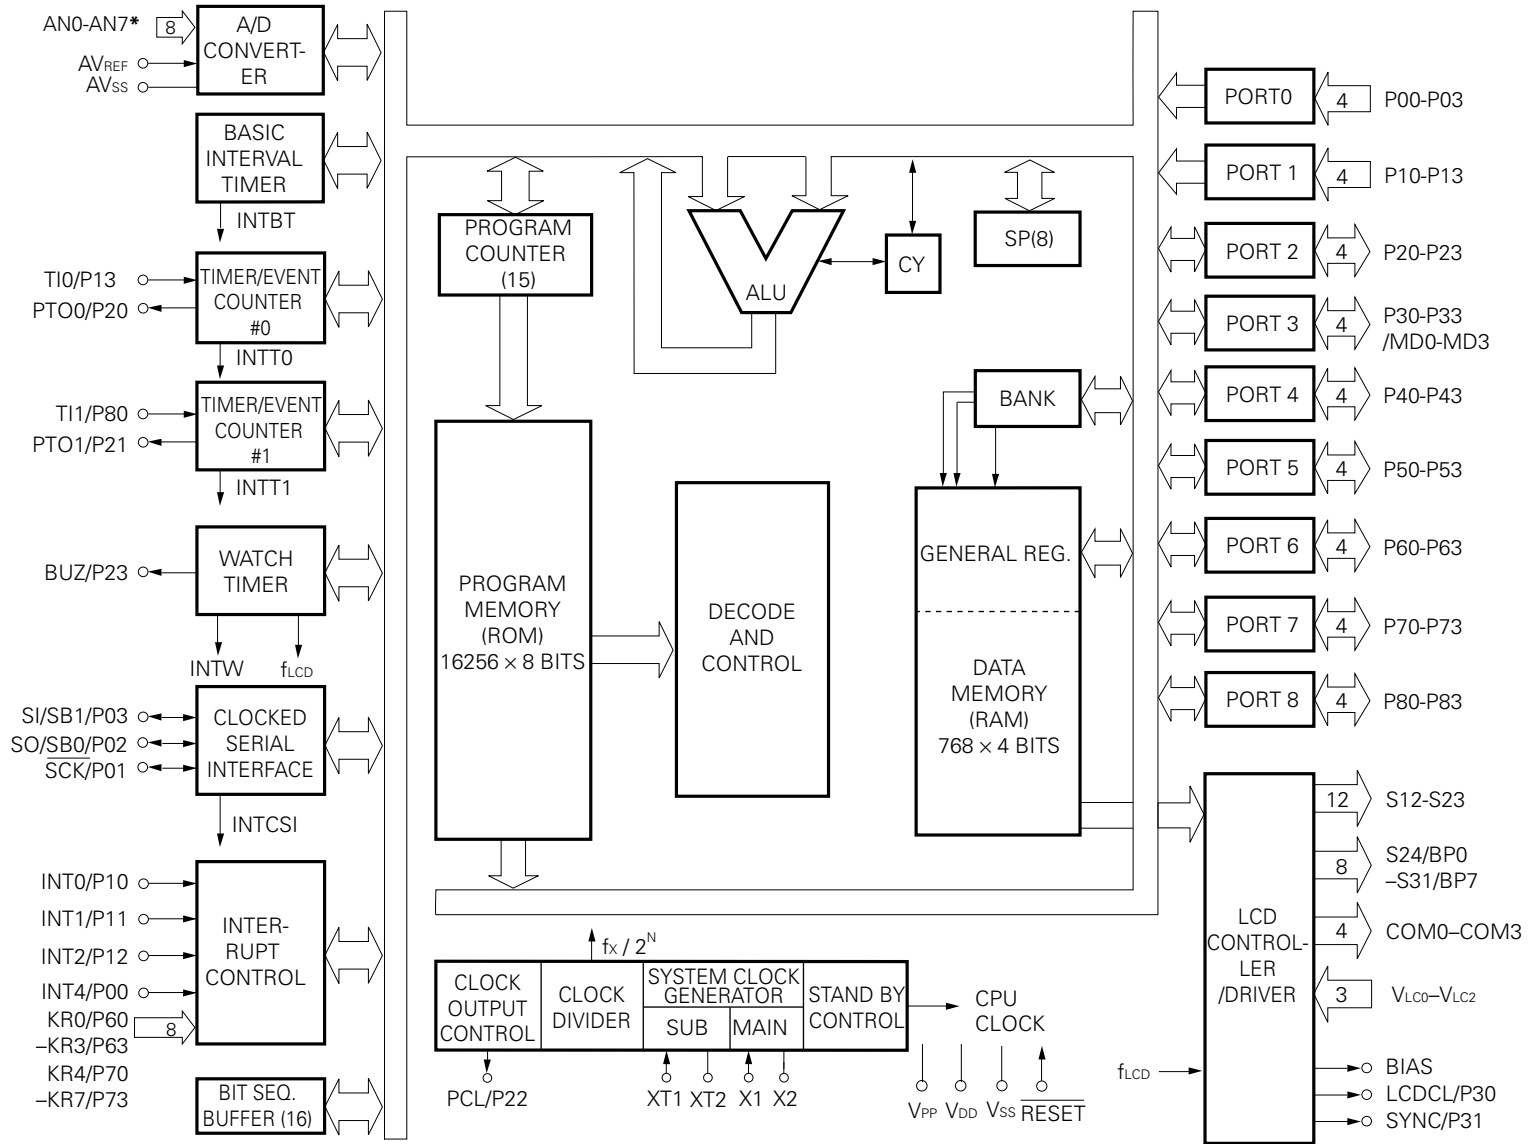 AN0-AN7*
8
A/D
CONVERT-
ER
AVREF
AVSS
BASIC
INTERVAL
TIMER
INTBT
TI0/P13
PTO0/P20
TIMER/EVENT
COUNTER
#0
INTT0
TI1/P80
PTO1/P21
TIMER/EVENT
COUNTER
#1
INTT1
BUZ/P23
WATCH
TIMER
INTW
fLCD
SI/SB1/P03
SO/SB0/P02
SCK/P01
CLOCKED
SERIAL
INTERFACE
INTCSI
INT0/P10
INT1/P11
INT2/P12
INT4/P00
KR0/P60
–KR3/P63
KR4/P70
–KR7/P73
8
INTER-
RUPT
CONTROL
BIT SEQ.
BUFFER (16)
PROGRAM
COUNTER
(15)
ALU
CY
SP(8)
BANK
PROGRAM
MEMORY
(ROM)
16256 × 8 BITS
DECODE
AND
CONTROL
GENERAL REG.
DATA
MEMORY
(RAM)
768 × 4 BITS
fX / 2N
CLOCK
OUTPUT
CONTROL
CLOCK
DIVIDER
SYSTEM CLOCK
GENERATOR
SUB
MAIN
STAND BY
CONTROL
CPU
CLOCK
PCL/P22
XT1
XT2
X1
X2
VPP
VDD
VSS
RESET
PORT0
4
P00-P03
PORT 1
4
P10-P13
PORT 2
4
P20-P23
PORT 3
4
P30-P33
/MD0-MD3
PORT 4
4
P40-P43
PORT 5
4
P50-P53
PORT 6
4
P60-P63
PORT 7
4
P70-P73
PORT 8
4
P80-P83
LCD
CONTROL-
LER
/DRIVER
12
S12-S23
8
S24/BP0
–S31/BP7
4
COM0–COM3
3
VLC0–VLC2
fLCD
BIAS
LCDCL/P30
SYNC/P31